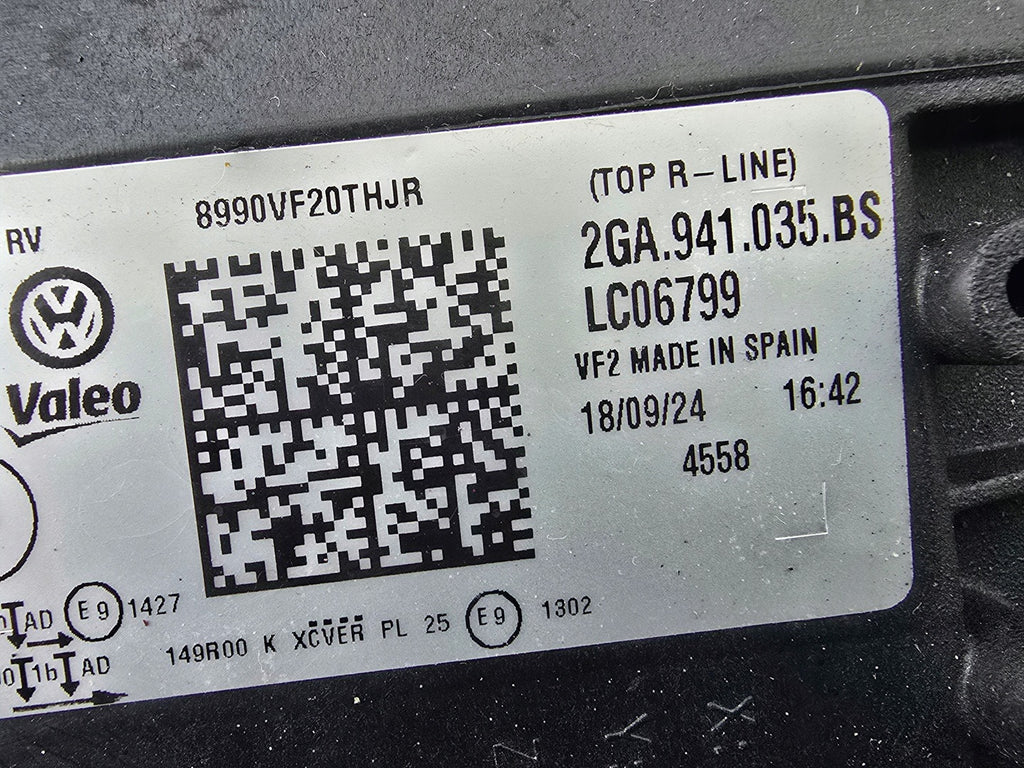 RV
8990VF20THJR
(TOP R-LINE)
2GA.941.035.BS
LC06799
VF2 MADE IN SPAIN
18/09/24 16:42
4558
Valeo
AD E9 1427
149R00 K XCVER PL 25 E9 1302
1b AD
Z Y X